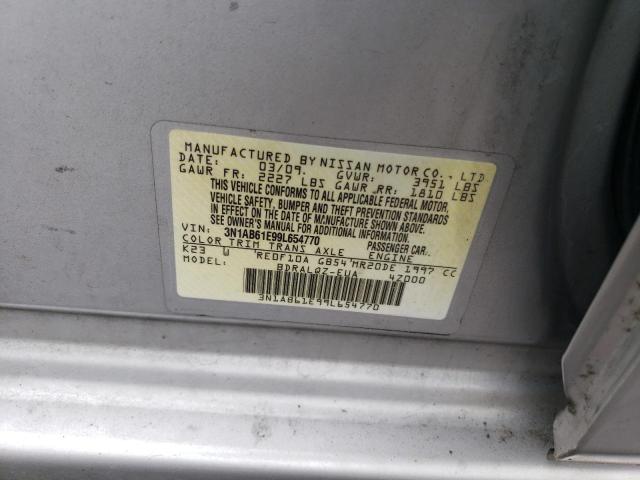 MANUFACTURED BY NISSAN MOTOR CO., LTD.
DATE: 03/09. GVWR: 3951 LBS
GAWR FR: 2227 LBS GAWR RR: 1810 LBS
THIS VEHICLE CONFORMS TO ALL APPLICABLE FEDERAL MOTOR
VEHICLE SAFETY, BUMPER AND THEFT PREVENTION STANDARDS
IN EFFECT ON THE DATE OF MANUFACTURE SHOWN ABOVE.
SEE OWNER'S MANUAL FOR ADDITIONAL INFORMATION.
VIN: 3N1AB61E99L654770 PASSENGER CAR.
COLOR TRIM TRANS AXLE ENGINE
K23 W RE0F10A GB54 MR20DE 1997 CC
MODEL: BDRALQZ-EUA 4Z000
3N1AB61E99L654770